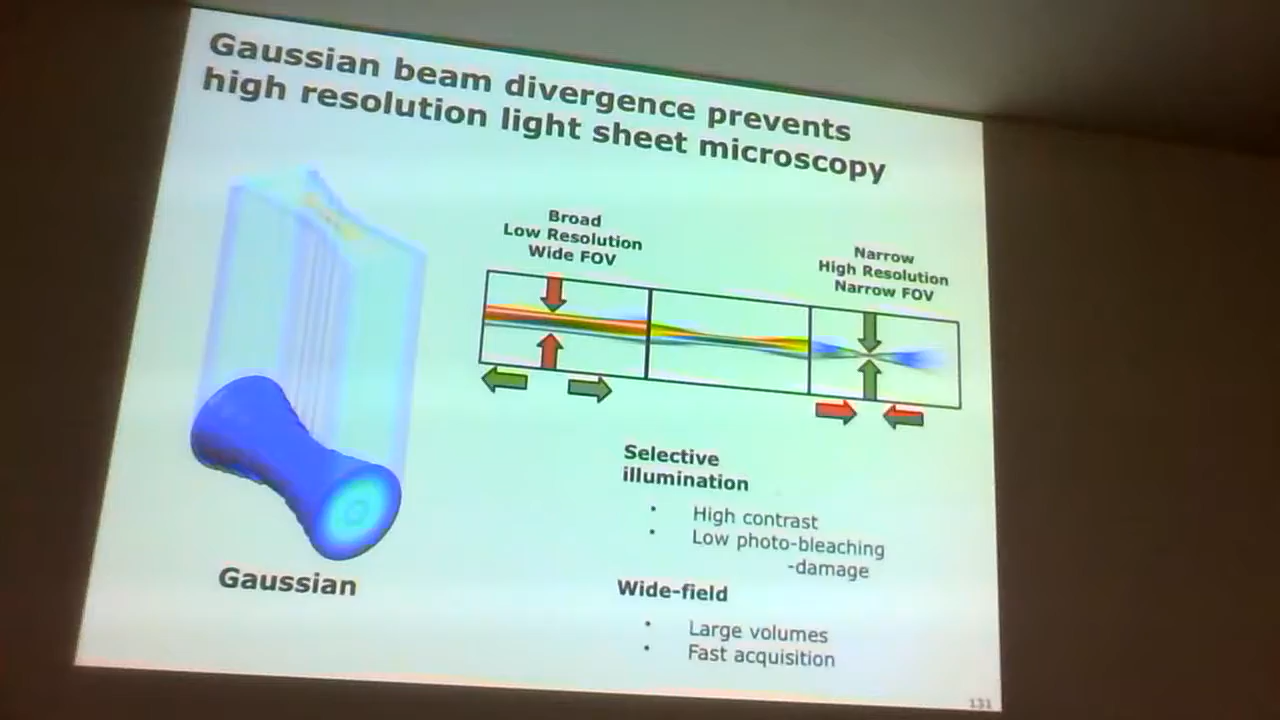 Gaussian beam divergence prevents
high resolution light sheet microscopy
Broad
Low Resolution
Wide FOV
Narrow
High Resolution
Narrow FOV
Selective
illumination
• High contrast
• Low photo-bleaching
-damage
Wide-field
• Large volumes
• Fast acquisition
Gaussian
131